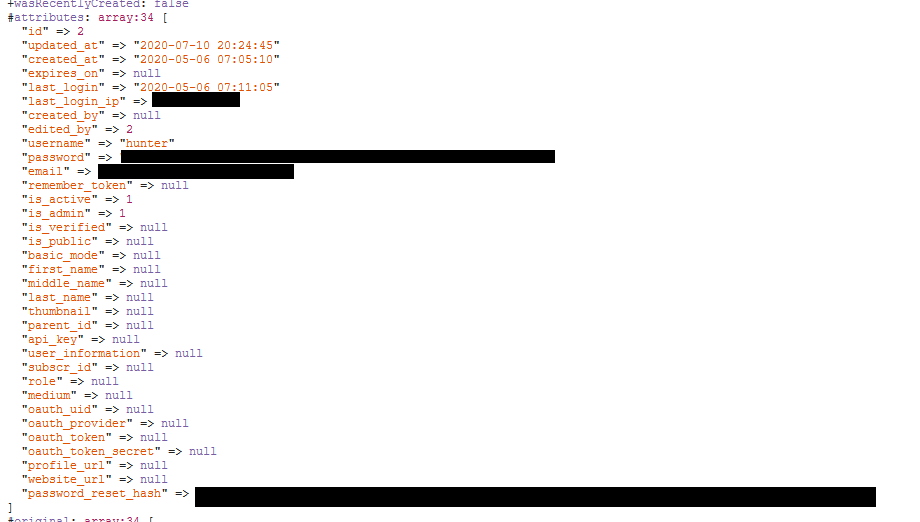 +wasRecentlyCreated: false
#attributes: array:34 [
"id" => 2
"updated_at" => "2020-07-10 20:24:45"
"created_at" => "2020-05-06 07:05:10"
"expires_on" => null
"last_login" => "2020-05-06 07:11:05"
"last_login_ip" =>
"created_by" => null
"edited_by" => 2
"username" => "hunter"
"password" =>
"email" =>
"remember_token" => null
"is_active" => 1
"is_admin" => 1
"is_verified" => null
"is_public" => null
"basic_mode" => null
"first_name" => null
"middle_name" => null
"last_name" => null
"thumbnail" => null
"parent_id" => null
"api_key" => null
"user_information" => null
"subscr_id" => null
"role" => null
"medium" => null
"oauth_uid" => null
"oauth_provider" => null
"oauth_token" => null
"oauth_token_secret" => null
"profile_url" => null
"website_url" => null
"password_reset_hash" =>
]
#original: array:34 [